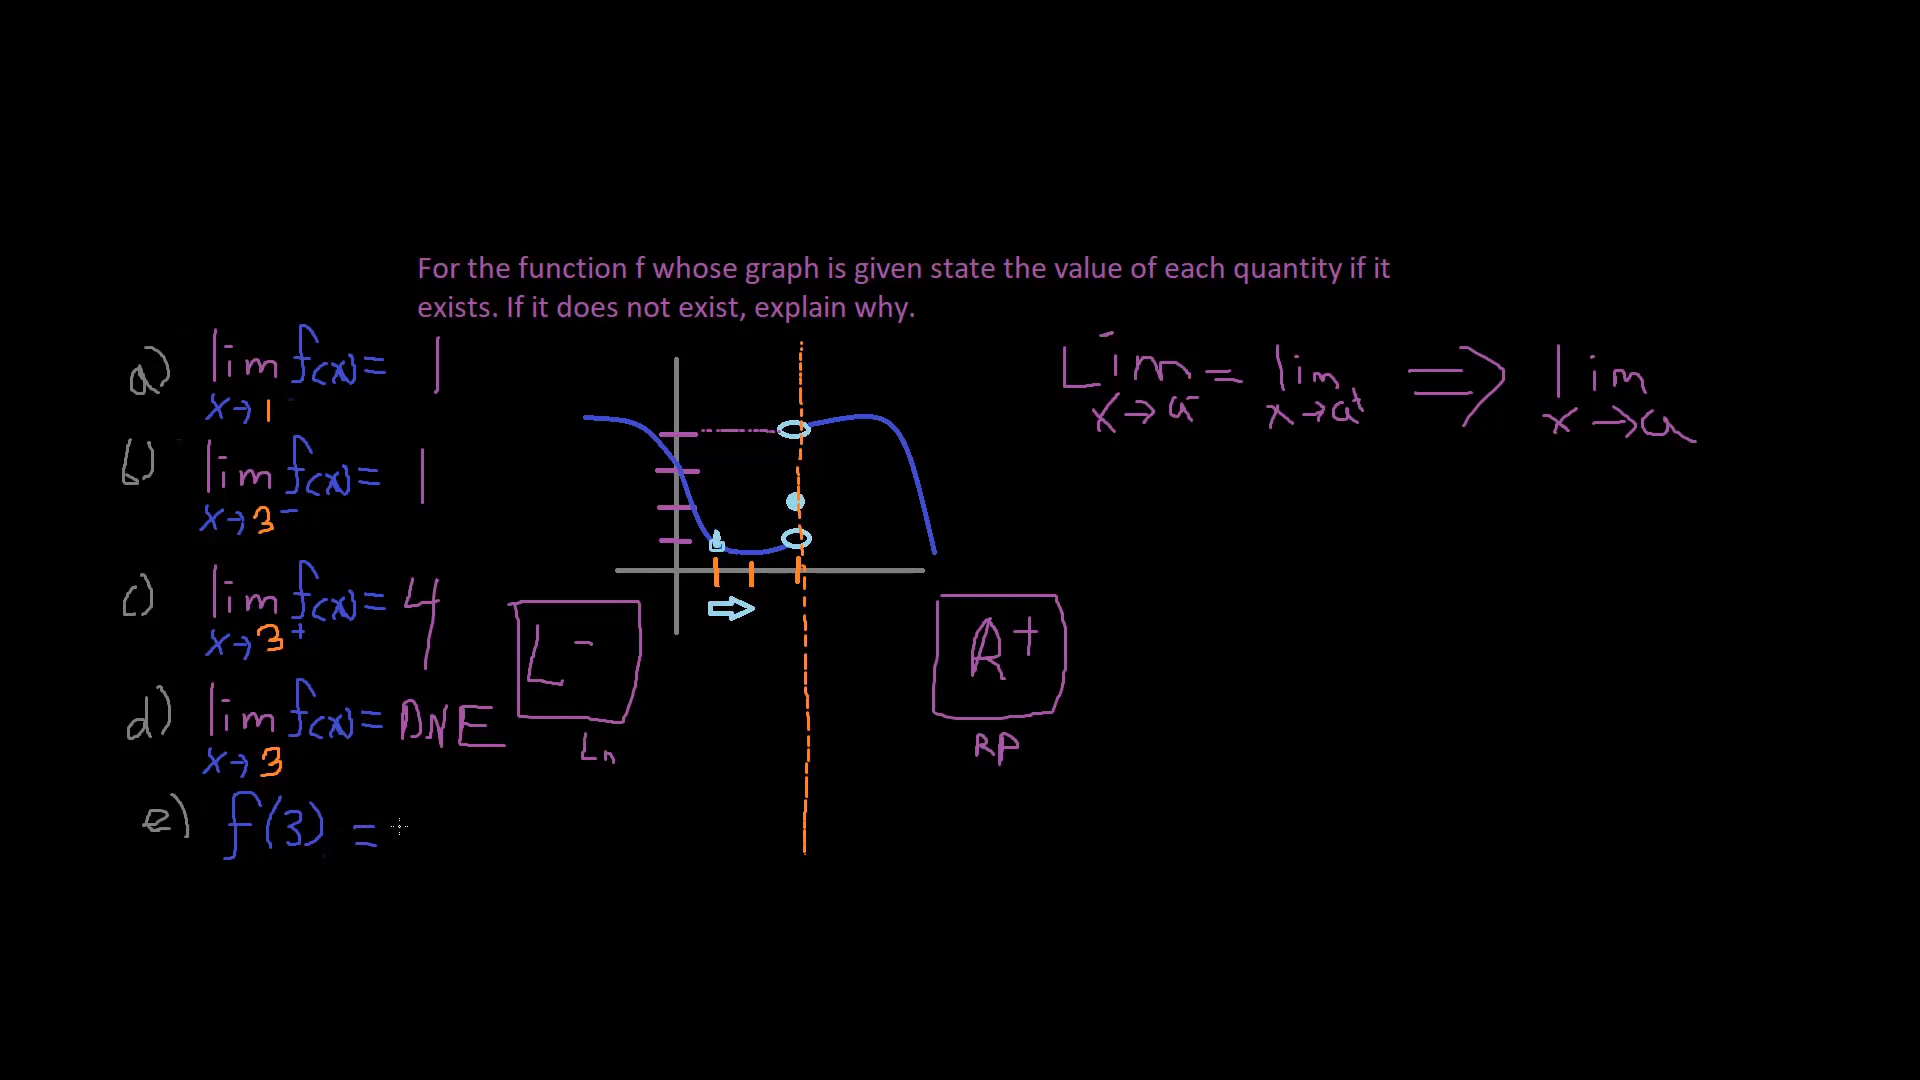 For the function f whose graph is given state the value of each quantity if it
exists. If it does not exist, explain why.
a) lim f(x) = 1
x→1
b) lim f(x) = 1
x→3⁻
c) lim f(x) = 4
x→3⁺
d) lim f(x) = DNE
x→3
e) f(3) =
L⁻
Ln
R⁺
RP
Lim = lim ⇒ lim
x→a⁻ x→a⁺ x→a